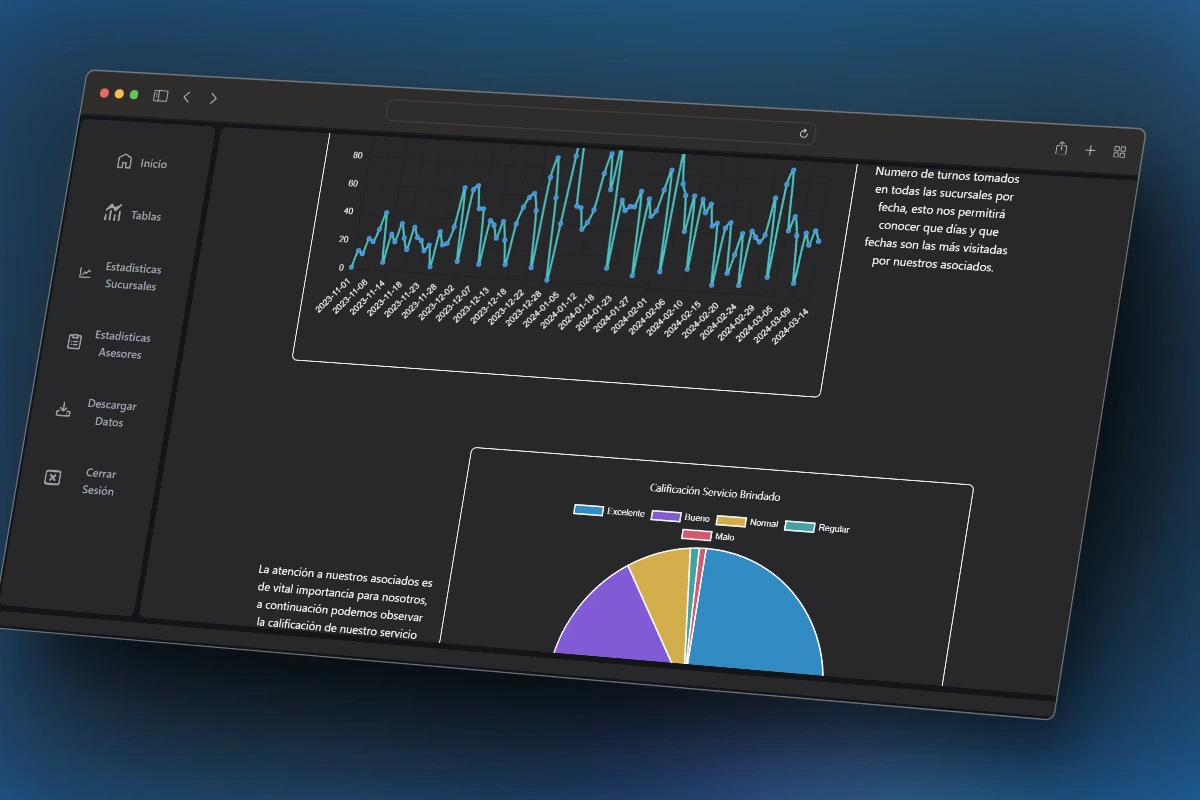 Inicio
Tablas
Estadisticas
Sucursales
Estadisticas
Asesores
Descargar
Datos
Cerrar
Sesión
80
60
40
20
0
2023-11-01
2023-11-08
2023-11-14
2023-11-18
2023-11-23
2023-11-28
2023-12-02
2023-12-07
2023-12-13
2023-12-18
2023-12-22
2023-12-28
2024-01-05
2024-01-12
2024-01-18
2024-01-23
2024-01-27
2024-02-01
2024-02-06
2024-02-10
2024-02-15
2024-02-20
2024-02-24
2024-02-29
2024-03-05
2024-03-09
2024-03-14
Numero de turnos tomados
en todas las sucursales por
fecha, esto nos permitirá
conocer que días y que
fechas son las más visitadas
por nuestros asociados.
La atención a nuestros asociados es
de vital importancia para nosotros,
a continuación podemos observar
la calificación de nuestro servicio
Calificación Servicio Brindado
Excelente Bueno Normal Regular
Malo